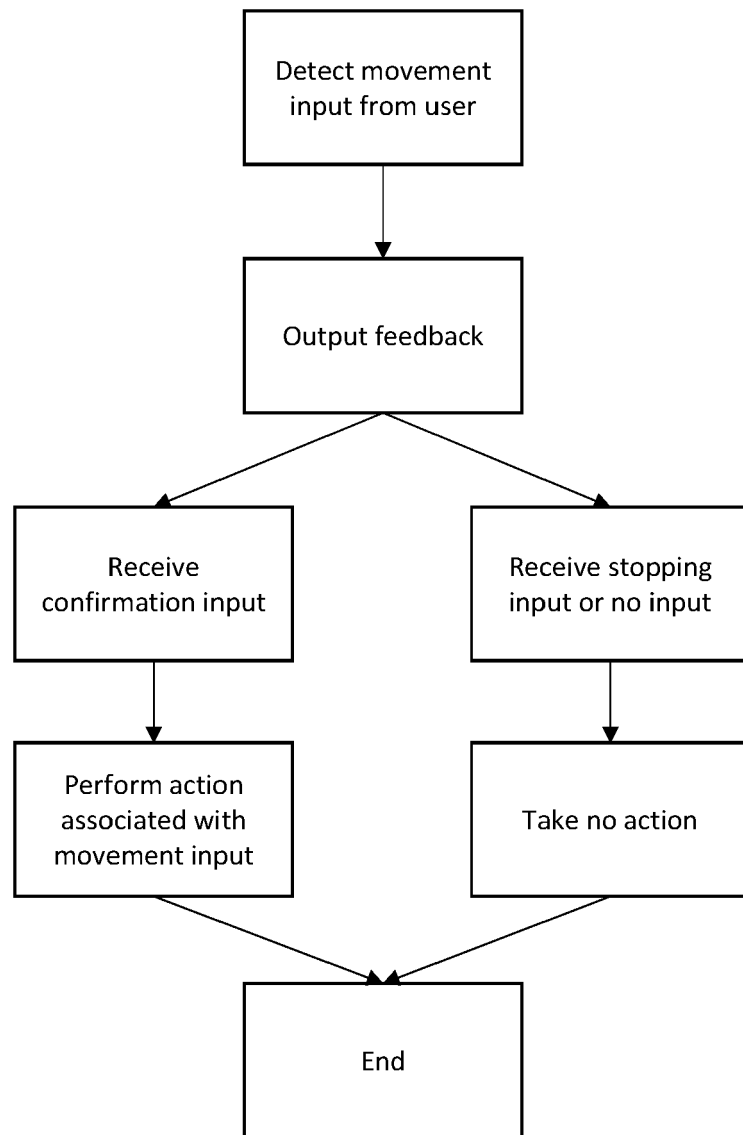 Detect movement
input from user
Output feedback
Receive
confirmation input
Receive stopping
input or no input
Perform action
associated with
movement input
Take no action
End